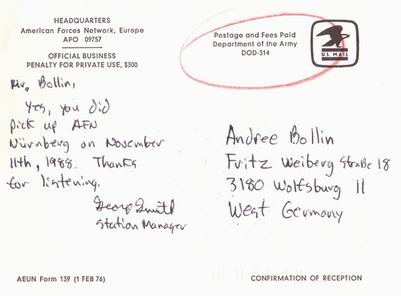 HEADQUARTERS
American Forces Network, Europe
APO 09757
OFFICIAL BUSINESS
PENALTY FOR PRIVATE USE, $300
Postage and Fees Paid
Department of the Army
DOD-314
U.S. MAIL
Mr. Bollin,
Yes, you did
pick up AFN
Nürnberg on November
11th, 1988. Thanks
for listening.
George Smith
Station Manager
Andree Bollin
Fritz Weiberg Straße 18
3180 Wolfsburg 11
West Germany
AEUN Form 139 (1 FEB 76)
CONFIRMATION OF RECEPTION